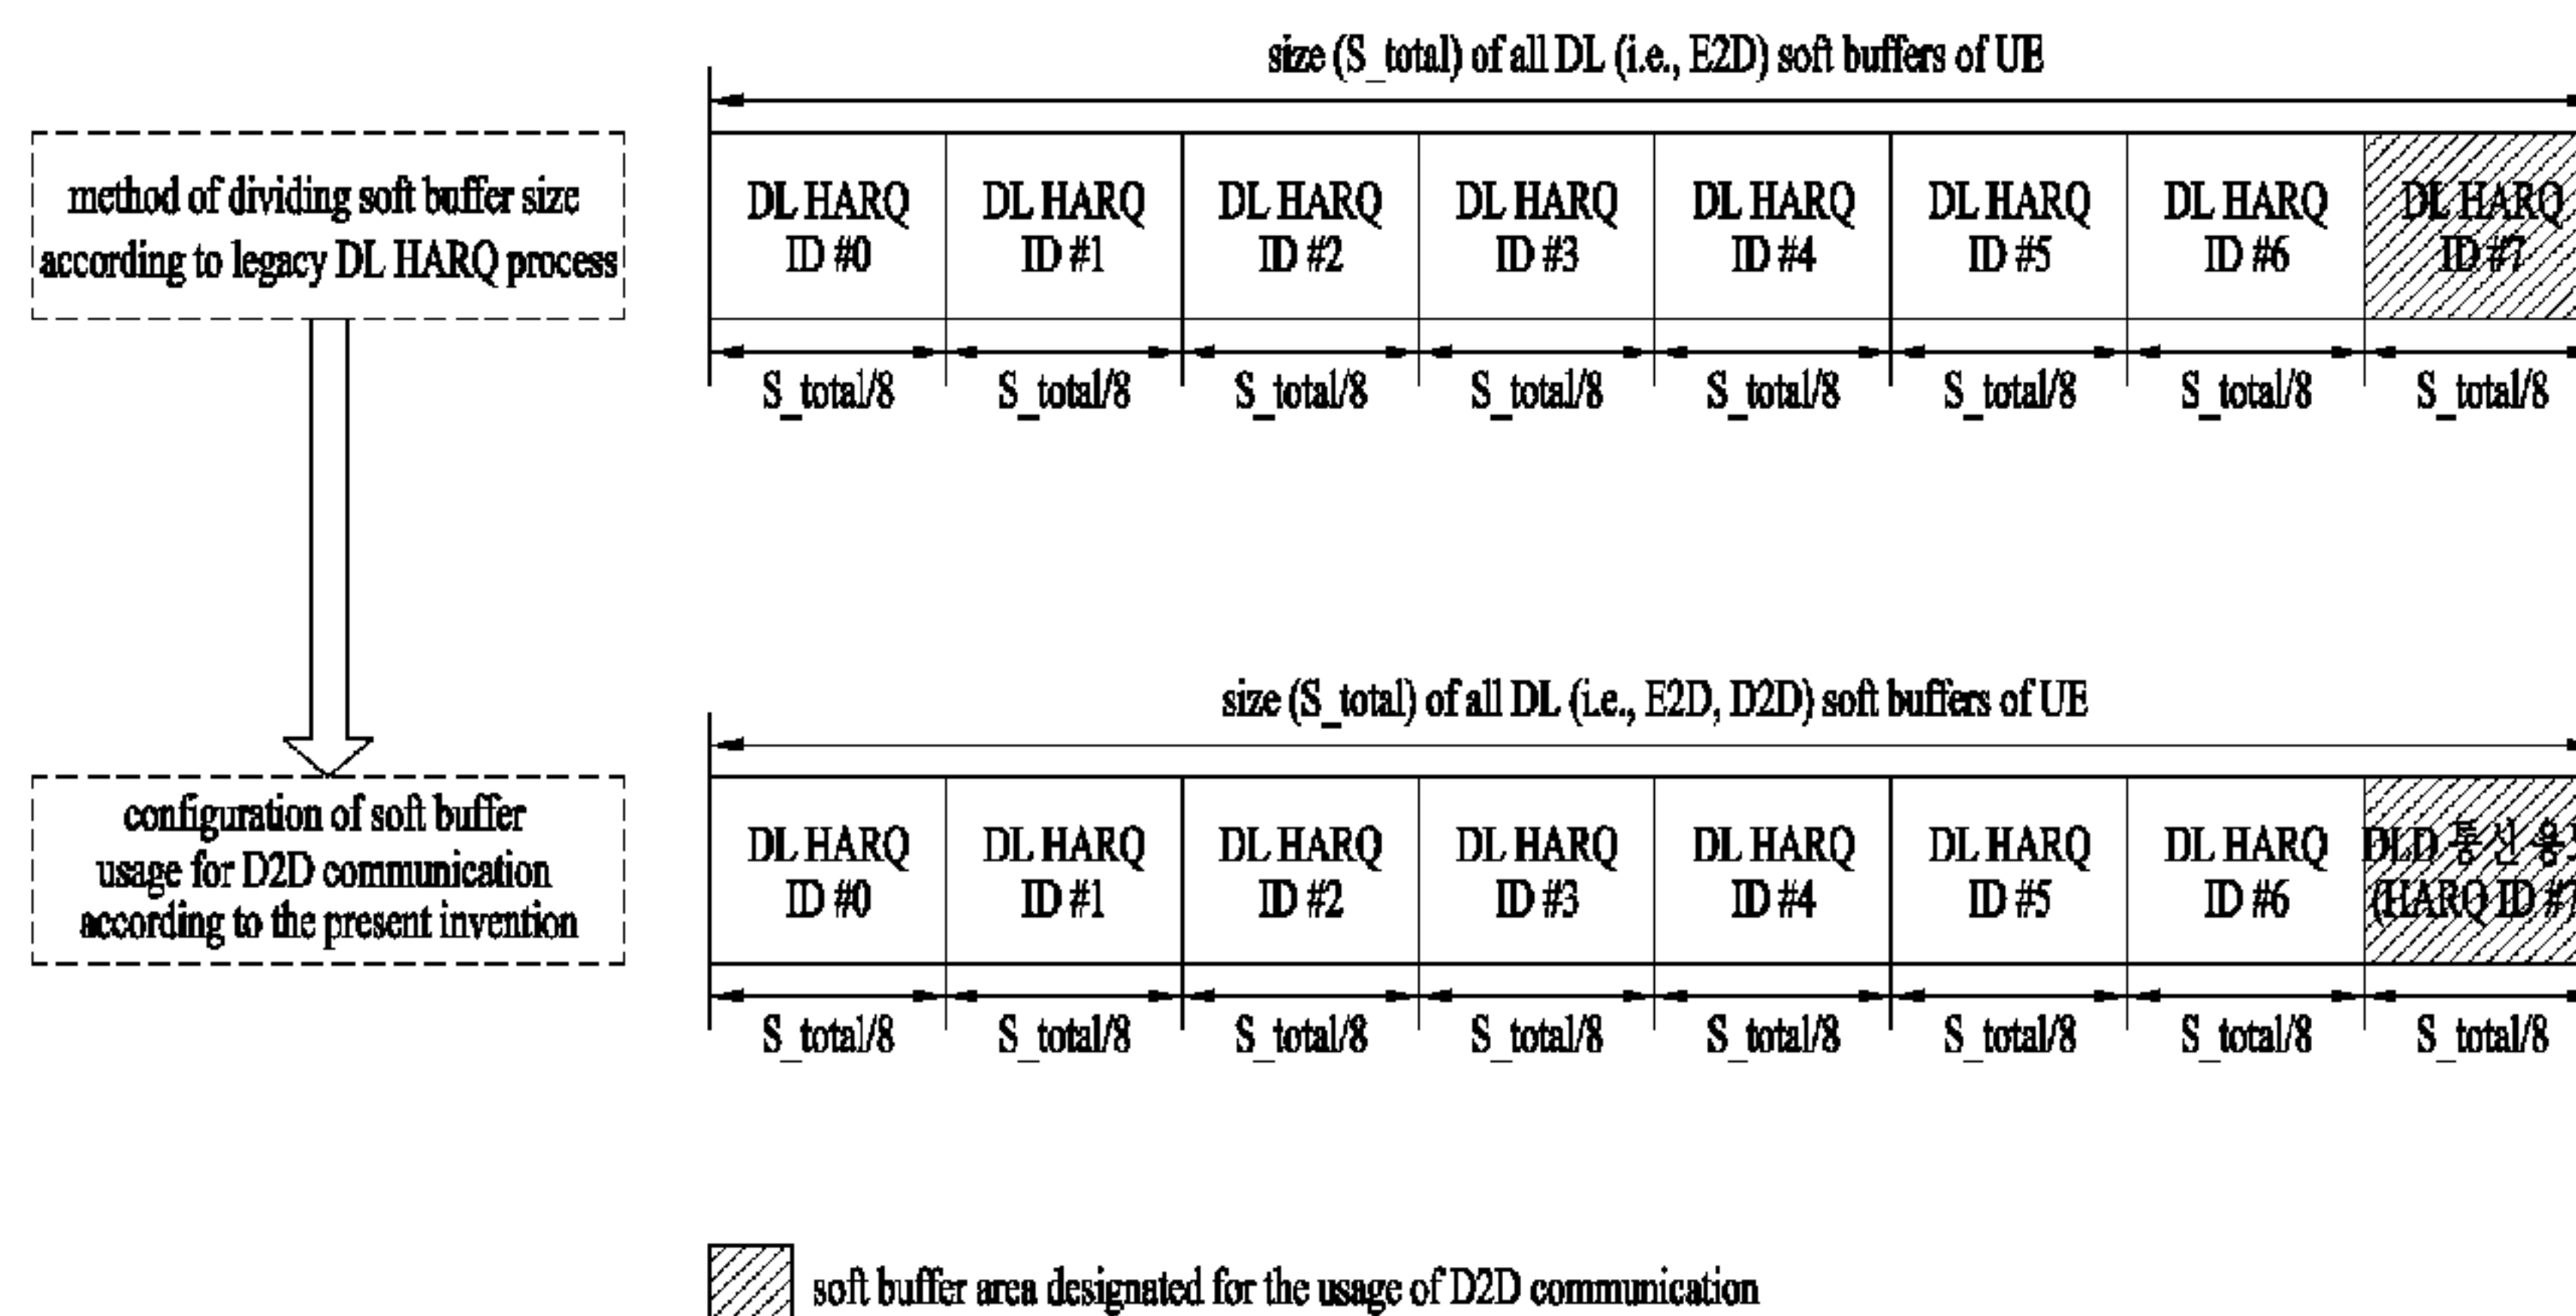 size (S_total) of all DL (i.e., E2D) soft buffers of UE
method of dividing soft buffer size
according to legacy DL HARQ process
DL HARQ DL HARQ DL HARQ DL HARQ DL HARQ DL HARQ DL HARQ DL HARQ
ID #0 ID #1 ID #2 ID #3 ID #4 ID #5 ID #6 ID #7
S_total/8 S_total/8 S_total/8 S_total/8 S_total/8 S_total/8 S_total/8 S_total/8
size (S_total) of all DL (i.e., E2D, D2D) soft buffers of UE
configuration of soft buffer
usage for D2D communication
according to the present invention
DL HARQ DL HARQ DL HARQ DL HARQ DL HARQ DL HARQ DL HARQ 통신용
ID #0 ID #1 ID #2 ID #3 ID #4 ID #5 ID #6 (HARQ ID #7
S_total/8 S_total/8 S_total/8 S_total/8 S_total/8 S_total/8 S_total/8 S_total/8
soft buffer area designated for the usage of D2D communication